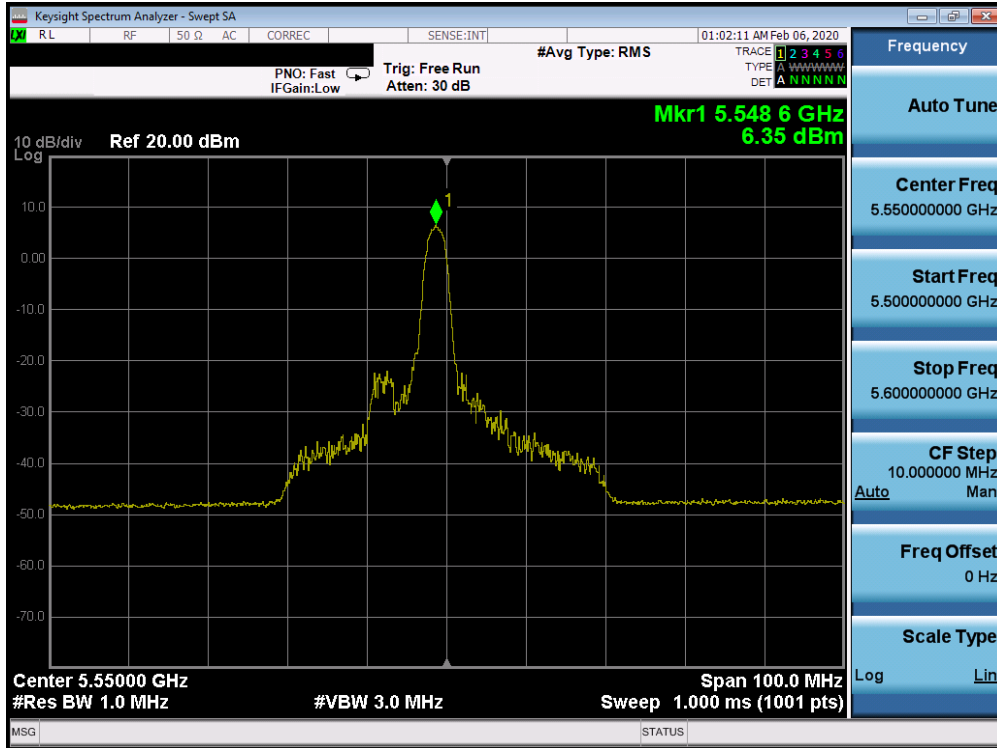 Keysight Spectrum Analyzer - Swept SA
LXI RL RF 50 Ω AC CORREC SENSE:INT 01:02:11 AM Feb 06, 2020
PNO: Fast
IFGain:Low
Trig: Free Run
Atten: 30 dB
#Avg Type: RMS
TRACE 1 2 3 4 5 6
TYPE A WWWWW
DET A N N N N N
Mkr1 5.548 6 GHz
6.35 dBm
10 dB/div
Log
Ref 20.00 dBm
1
10.0
0.00
-10.0
-20.0
-30.0
-40.0
-50.0
-60.0
-70.0
Center 5.55000 GHz
#Res BW 1.0 MHz
#VBW 3.0 MHz
Span 100.0 MHz
Sweep 1.000 ms (1001 pts)
MSG
STATUS
Frequency
Auto Tune
Center Freq
5.550000000 GHz
Start Freq
5.500000000 GHz
Stop Freq
5.600000000 GHz
CF Step
10.000000 MHz
Auto Man
Freq Offset
0 Hz
Scale Type
Log Lin